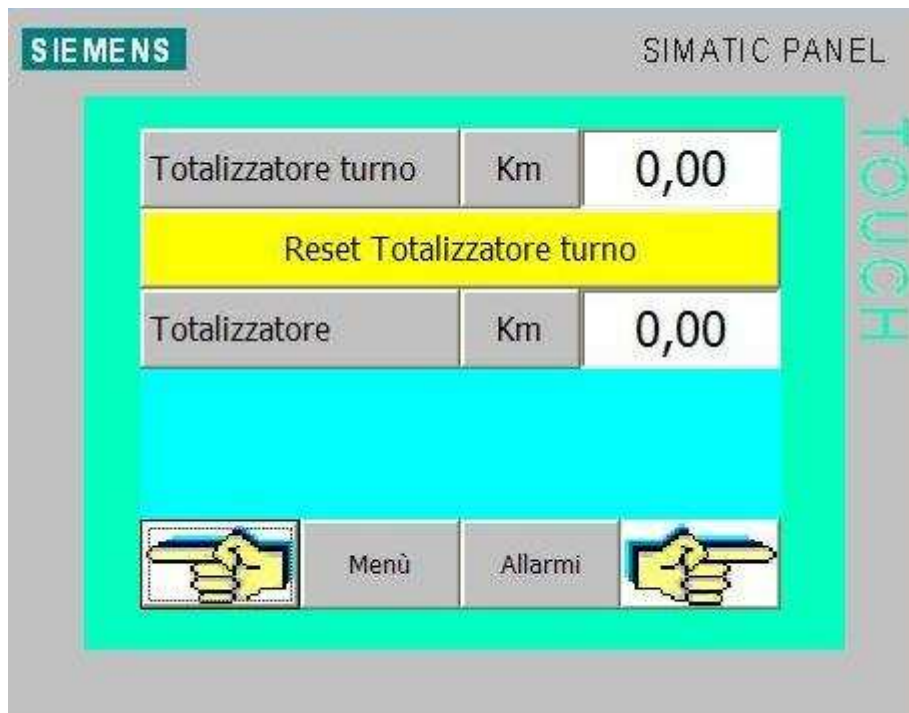 SIEMENS
SIMATIC PANEL
TOUCH
Totalizzatore turno Km 0,00
Reset Totalizzatore turno
Totalizzatore Km 0,00
Menù Allarmi